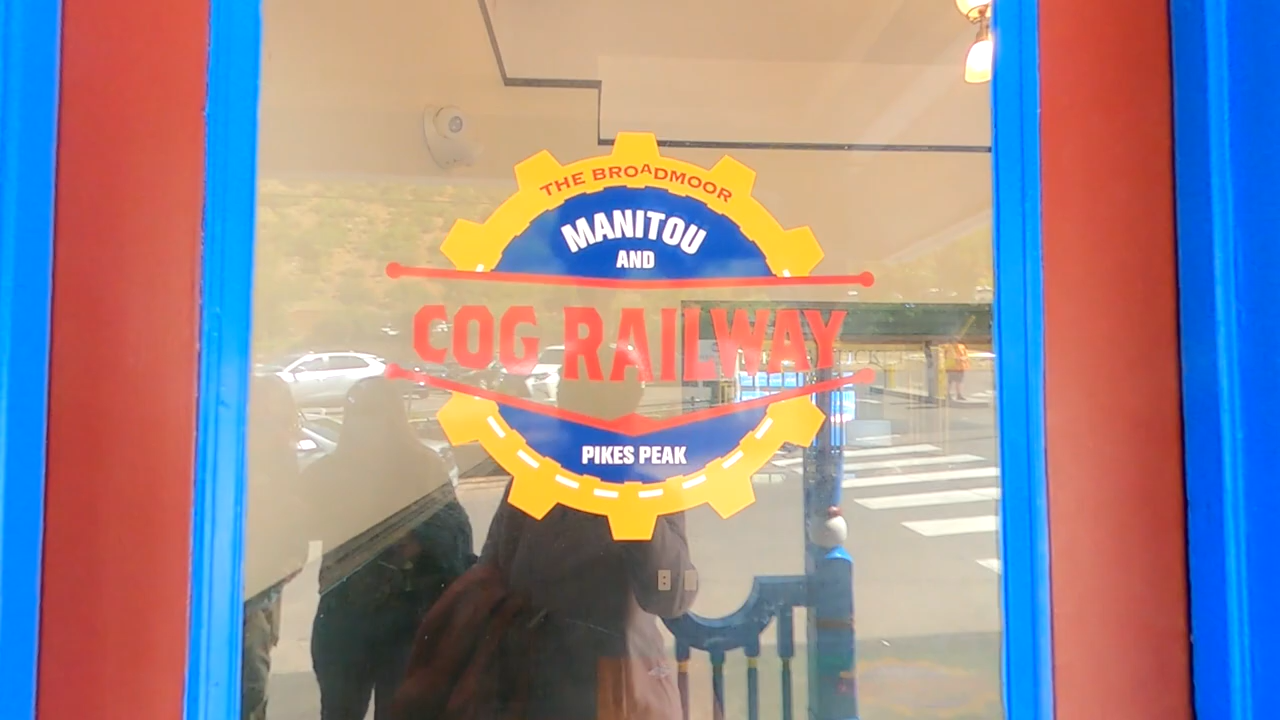 THE BROADMOOR
MANITOU
AND
COG RAILWAY
PIKES PEAK